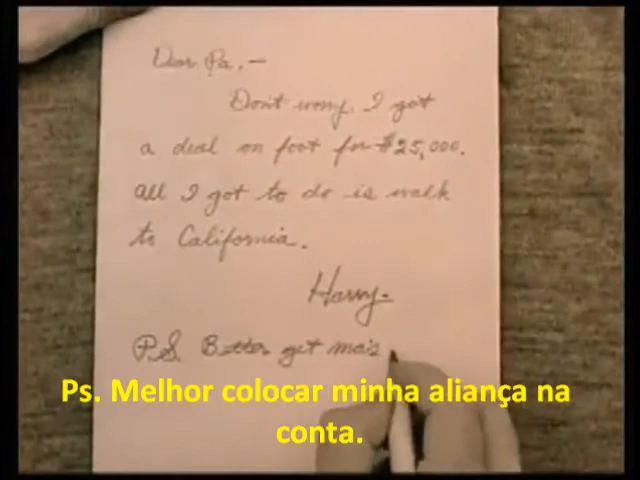 Dear Pa. —
Don't worry, I got
a deal on foot for $25,000.
All I got to do is walk
to California.
Harry.
P.S. Better get
Ps. Melhor colocar minha aliança na
conta.